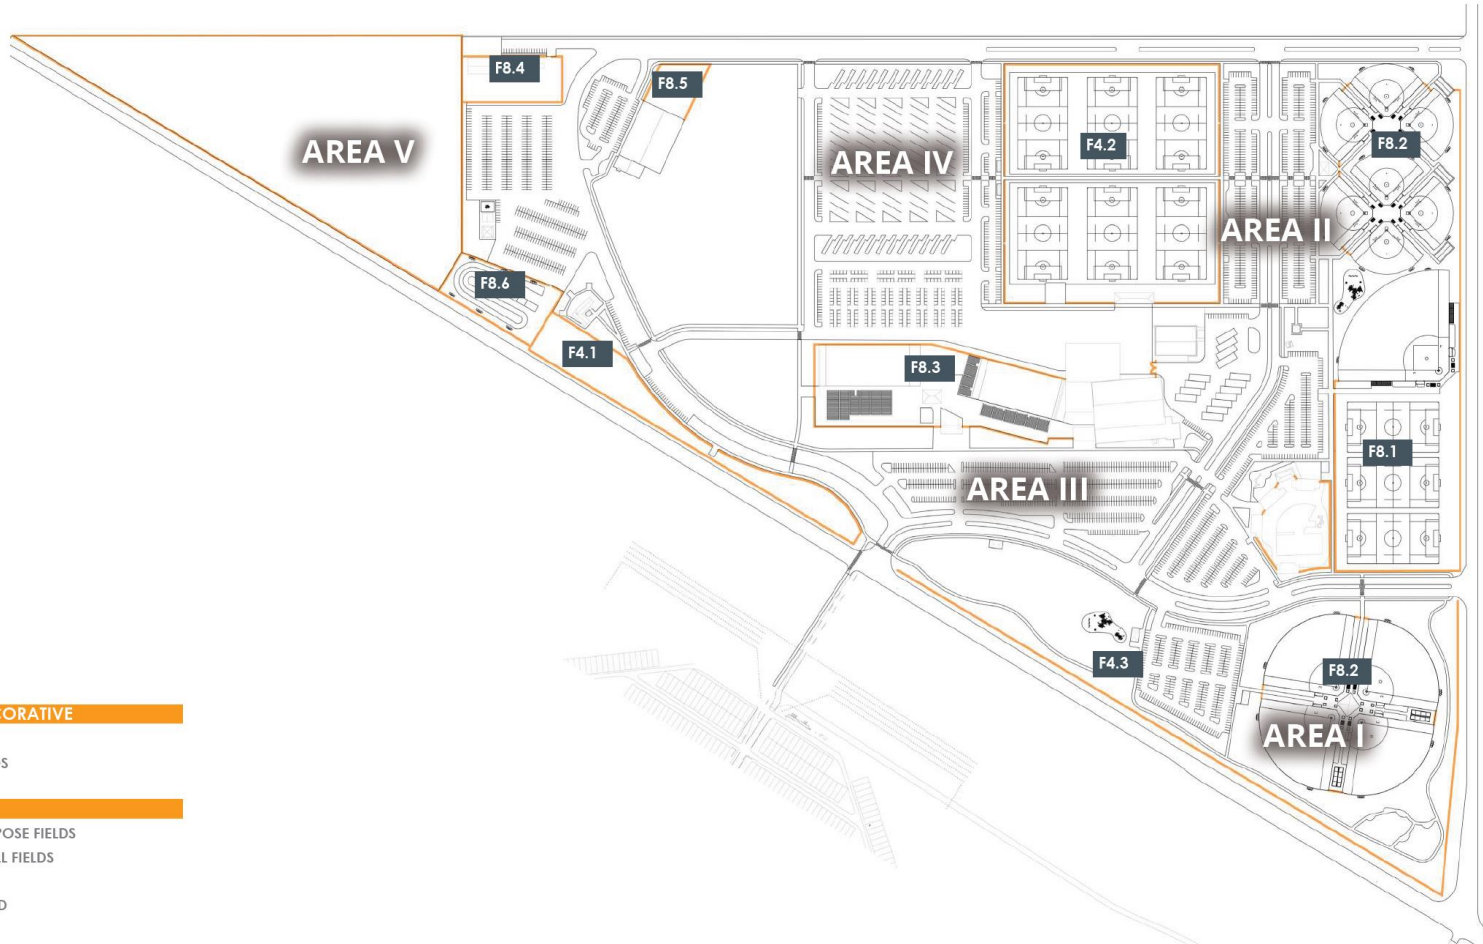 F8.4
F8.5
AREA V
AREA IV
F4.2
F8.2
AREA II
F8.6
F4.1
F8.3
F8.1
AREA III
F4.3
F8.2
AREA I
CORATIVE
DS
POSE FIELDS
L FIELDS
D